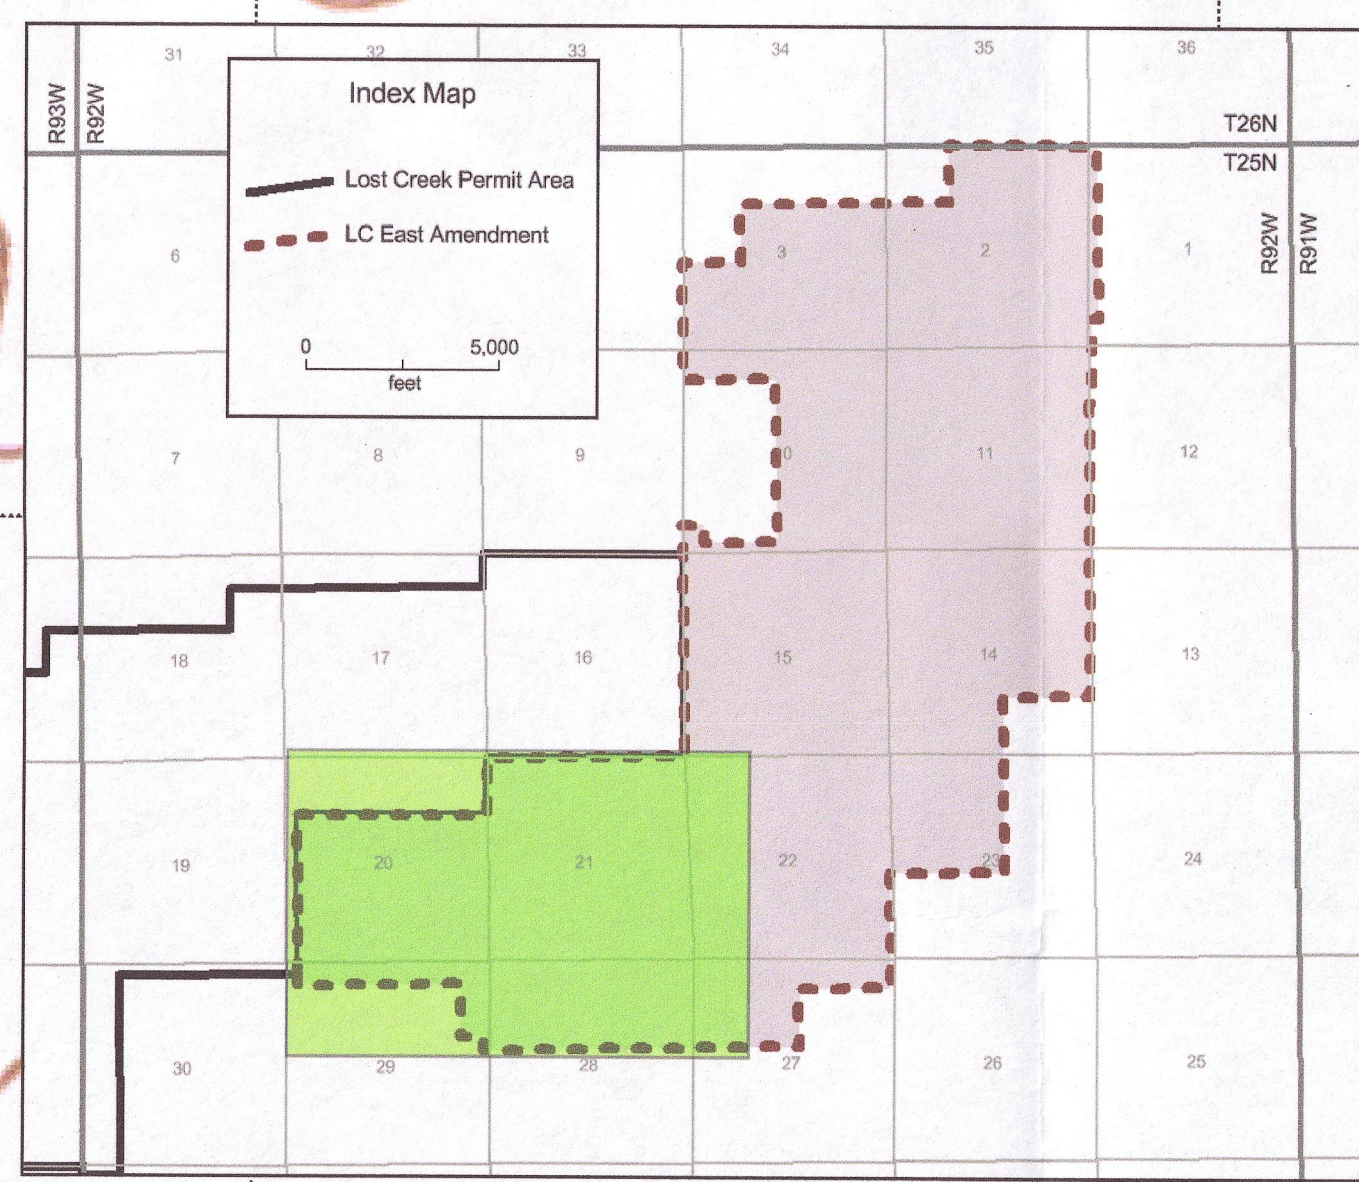 31 32 33 34 35 36
Index Map
R93W R92W
T26N
T25N
Lost Creek Permit Area
LC East Amendment
R92W R91W
6 3 2 1
0 5,000
feet
7 8 9 0 11 12
18 17 16 15 14 13
19 20 21 22 23 24
30 29 28 27 26 25